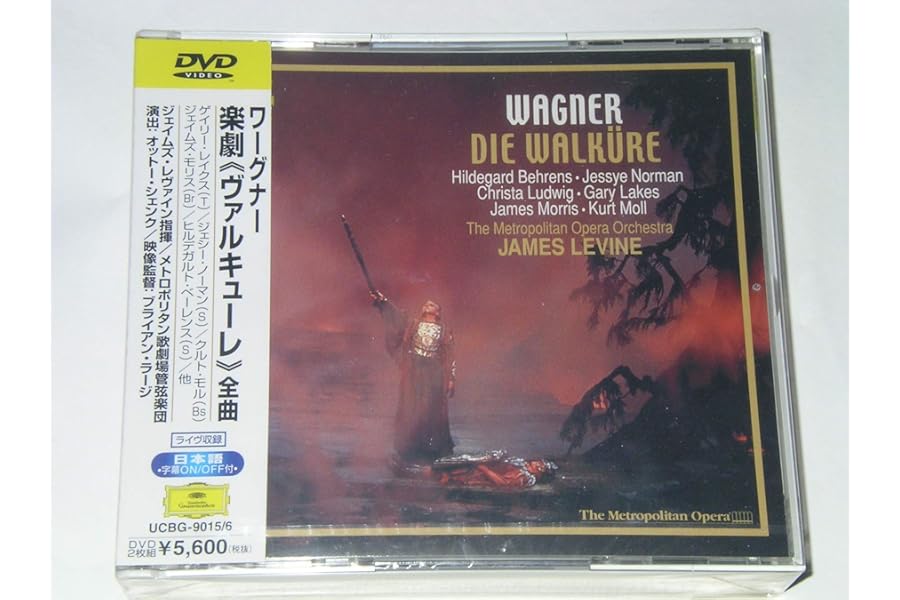 DVD
VIDEO
ワーグナー
楽劇《ヴァルキューレ》全曲
ゲイリー・レイクス(T)／ジェシー・ノーマン(S)／クルト・モル(Bs)
ジェイムズ・モリス(Br)／ヒルデガルト・ベーレンス(S)／他
ジェイムズ・レヴァイン指揮／メトロポリタン歌劇場管弦楽団
演出:オットー・シェンク／映像監督:ブライアン・ラージ
ライヴ収録
日本語
•字幕ON/OFF付•
Deutsche
Grammophon
UCBG-9015/6
DVD
2枚組 ¥5,600(税抜)
WAGNER
DIE WALKÜRE
Hildegard Behrens • Jessye Norman
Christa Ludwig • Gary Lakes
James Morris • Kurt Moll
The Metropolitan Opera Orchestra
JAMES LEVINE
The Metropolitan Opera